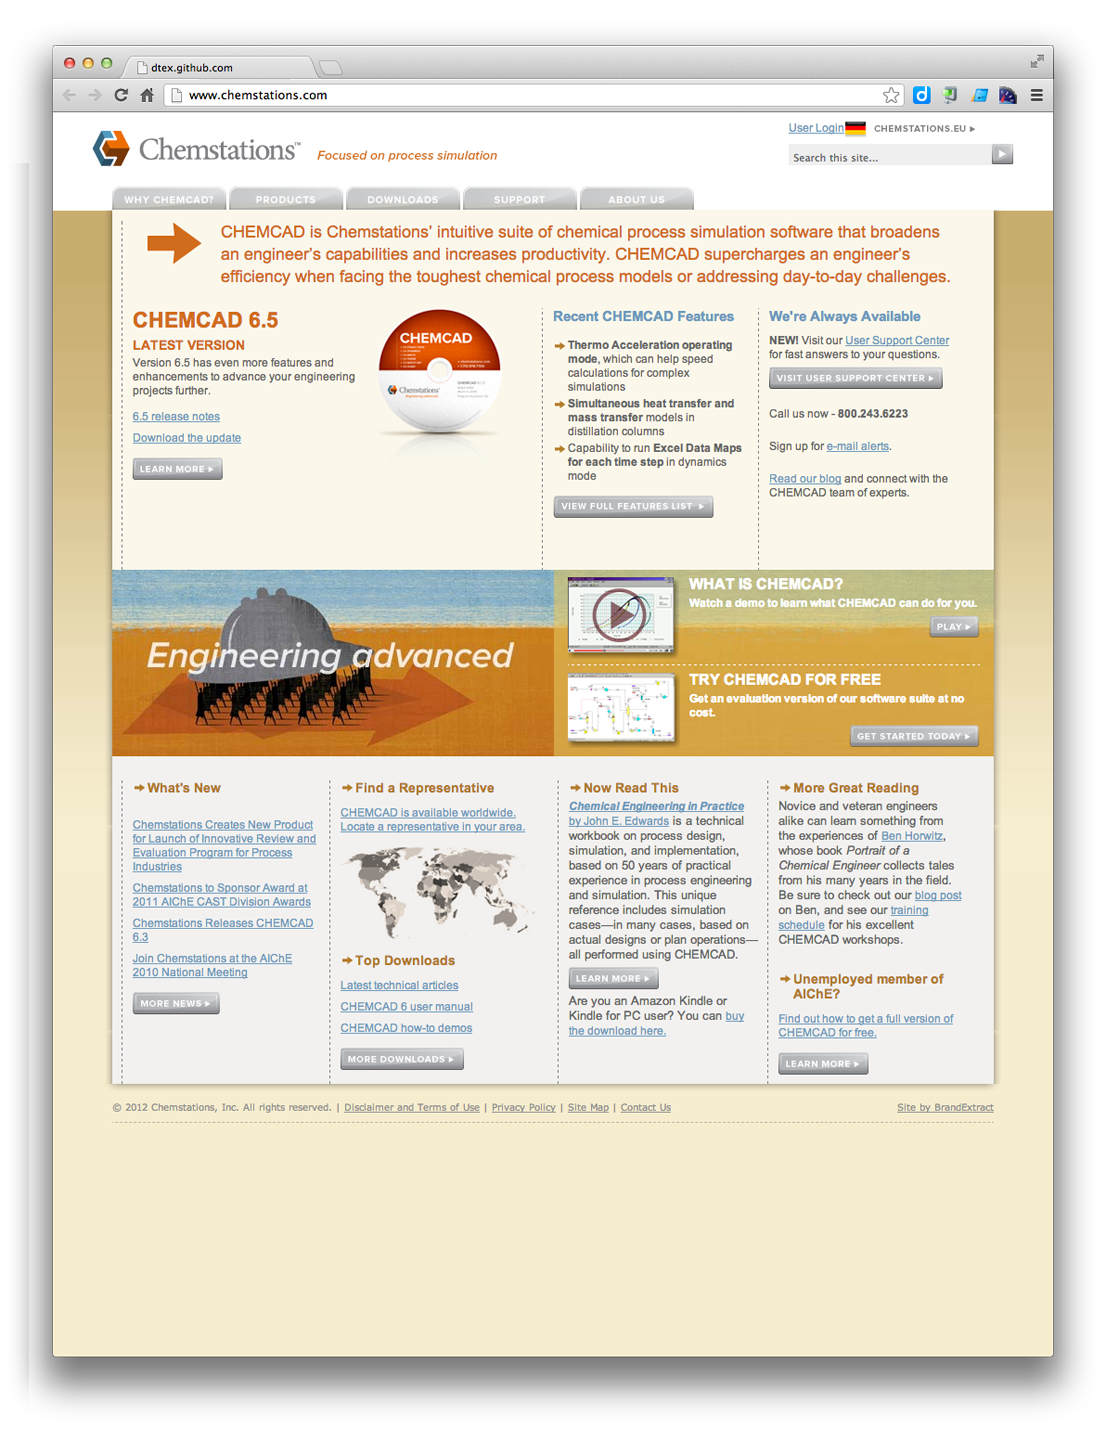 dtex.github.com
www.chemstations.com
User Login CHEMSTATIONS.EU
Chemstations™ Focused on process simulation
Search this site...
WHY CHEMCAD? PRODUCTS DOWNLOADS SUPPORT ABOUT US
CHEMCAD is Chemstations’ intuitive suite of chemical process simulation software that broadens
an engineer’s capabilities and increases productivity. CHEMCAD supercharges an engineer’s
efficiency when facing the toughest chemical process models or addressing day-to-day challenges.
CHEMCAD 6.5
LATEST VERSION
Version 6.5 has even more features and
enhancements to advance your engineering
projects further.
6.5 release notes
Download the update
LEARN MORE
CHEMCAD
Chemstations
Engineering advanced
Recent CHEMCAD Features
Thermo Acceleration operating
mode, which can help speed
calculations for complex
simulations
Simultaneous heat transfer and
mass transfer models in
distillation columns
Capability to run Excel Data Maps
for each time step in dynamics
mode
VIEW FULL FEATURES LIST
We're Always Available
NEW! Visit our User Support Center
for fast answers to your questions.
VISIT USER SUPPORT CENTER
Call us now - 800.243.6223
Sign up for e-mail alerts.
Read our blog and connect with the
CHEMCAD team of experts.
Engineering advanced
WHAT IS CHEMCAD?
Watch a demo to learn what CHEMCAD can do for you.
PLAY
TRY CHEMCAD FOR FREE
Get an evaluation version of our software suite at no
cost.
GET STARTED TODAY
What's New
Chemstations Creates New Product
for Launch of Innovative Review and
Evaluation Program for Process
Industries
Chemstations to Sponsor Award at
2011 AIChE CAST Division Awards
Chemstations Releases CHEMCAD
6.3
Join Chemstations at the AIChE
2010 National Meeting
MORE NEWS
Find a Representative
CHEMCAD is available worldwide.
Locate a representative in your area.
Top Downloads
Latest technical articles
CHEMCAD 6 user manual
CHEMCAD how-to demos
MORE DOWNLOADS
Now Read This
Chemical Engineering in Practice
by John E. Edwards is a technical
workbook on process design,
simulation, and implementation,
based on 50 years of practical
experience in process engineering
and simulation. This unique
reference includes simulation
cases—in many cases, based on
actual designs or plan operations—
all performed using CHEMCAD.
LEARN MORE
Are you an Amazon Kindle or
Kindle for PC user? You can buy
the download here.
More Great Reading
Novice and veteran engineers
alike can learn something from
the experiences of Ben Horwitz,
whose book Portrait of a
Chemical Engineer collects tales
from his many years in the field.
Be sure to check out our blog post
on Ben, and see our training
schedule for his excellent
CHEMCAD workshops.
Unemployed member of
AIChE?
Find out how to get a full version of
CHEMCAD for free.
LEARN MORE
© 2012 Chemstations, Inc. All rights reserved. | Disclaimer and Terms of Use | Privacy Policy | Site Map | Contact Us Site by BrandExtract